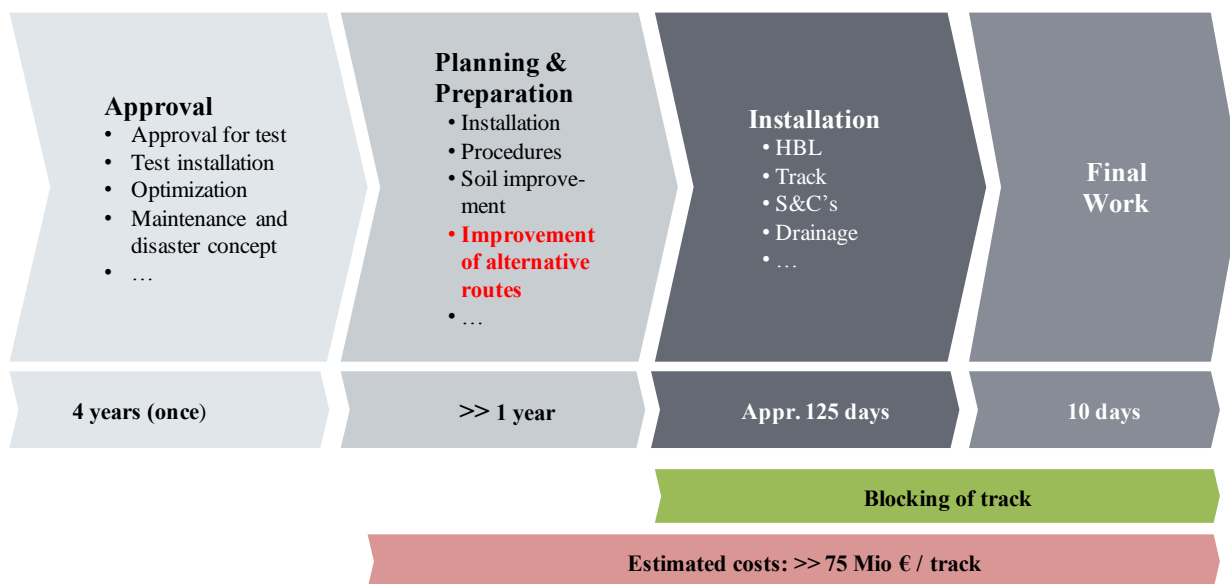 Approval
• Approval for test
• Test installation
• Optimization
• Maintenance and
disaster concept
• …
Planning &
Preparation
• Installation
• Procedures
• Soil improve-
ment
• Improvement
of alternative
routes
• …
Installation
• HBL
• Track
• S&C’s
• Drainage
• …
Final
Work
4 years (once)
>> 1 year
Appr. 125 days
10 days
Blocking of track
Estimated costs: >> 75 Mio € / track